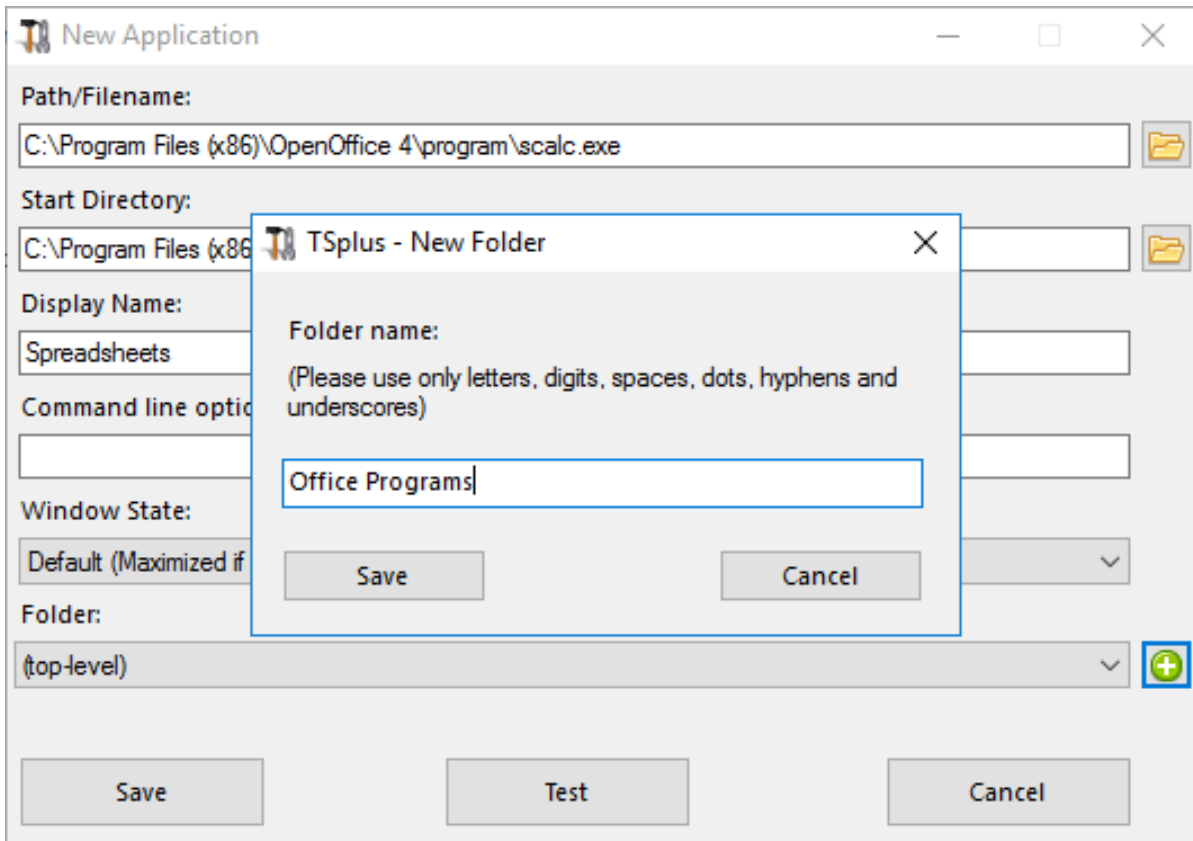 New Application
Path/Filename:
C:\Program Files (x86)\OpenOffice 4\program\scalc.exe
Start Directory:
C:\Program Files (x86
TSplus - New Folder
Display Name:
Folder name:
Spreadsheets
(Please use only letters, digits, spaces, dots, hyphens and
underscores)
Command line optio
Office Programs
Window State:
Default (Maximized if
Save
Cancel
Folder:
(top-level)
Save
Test
Cancel